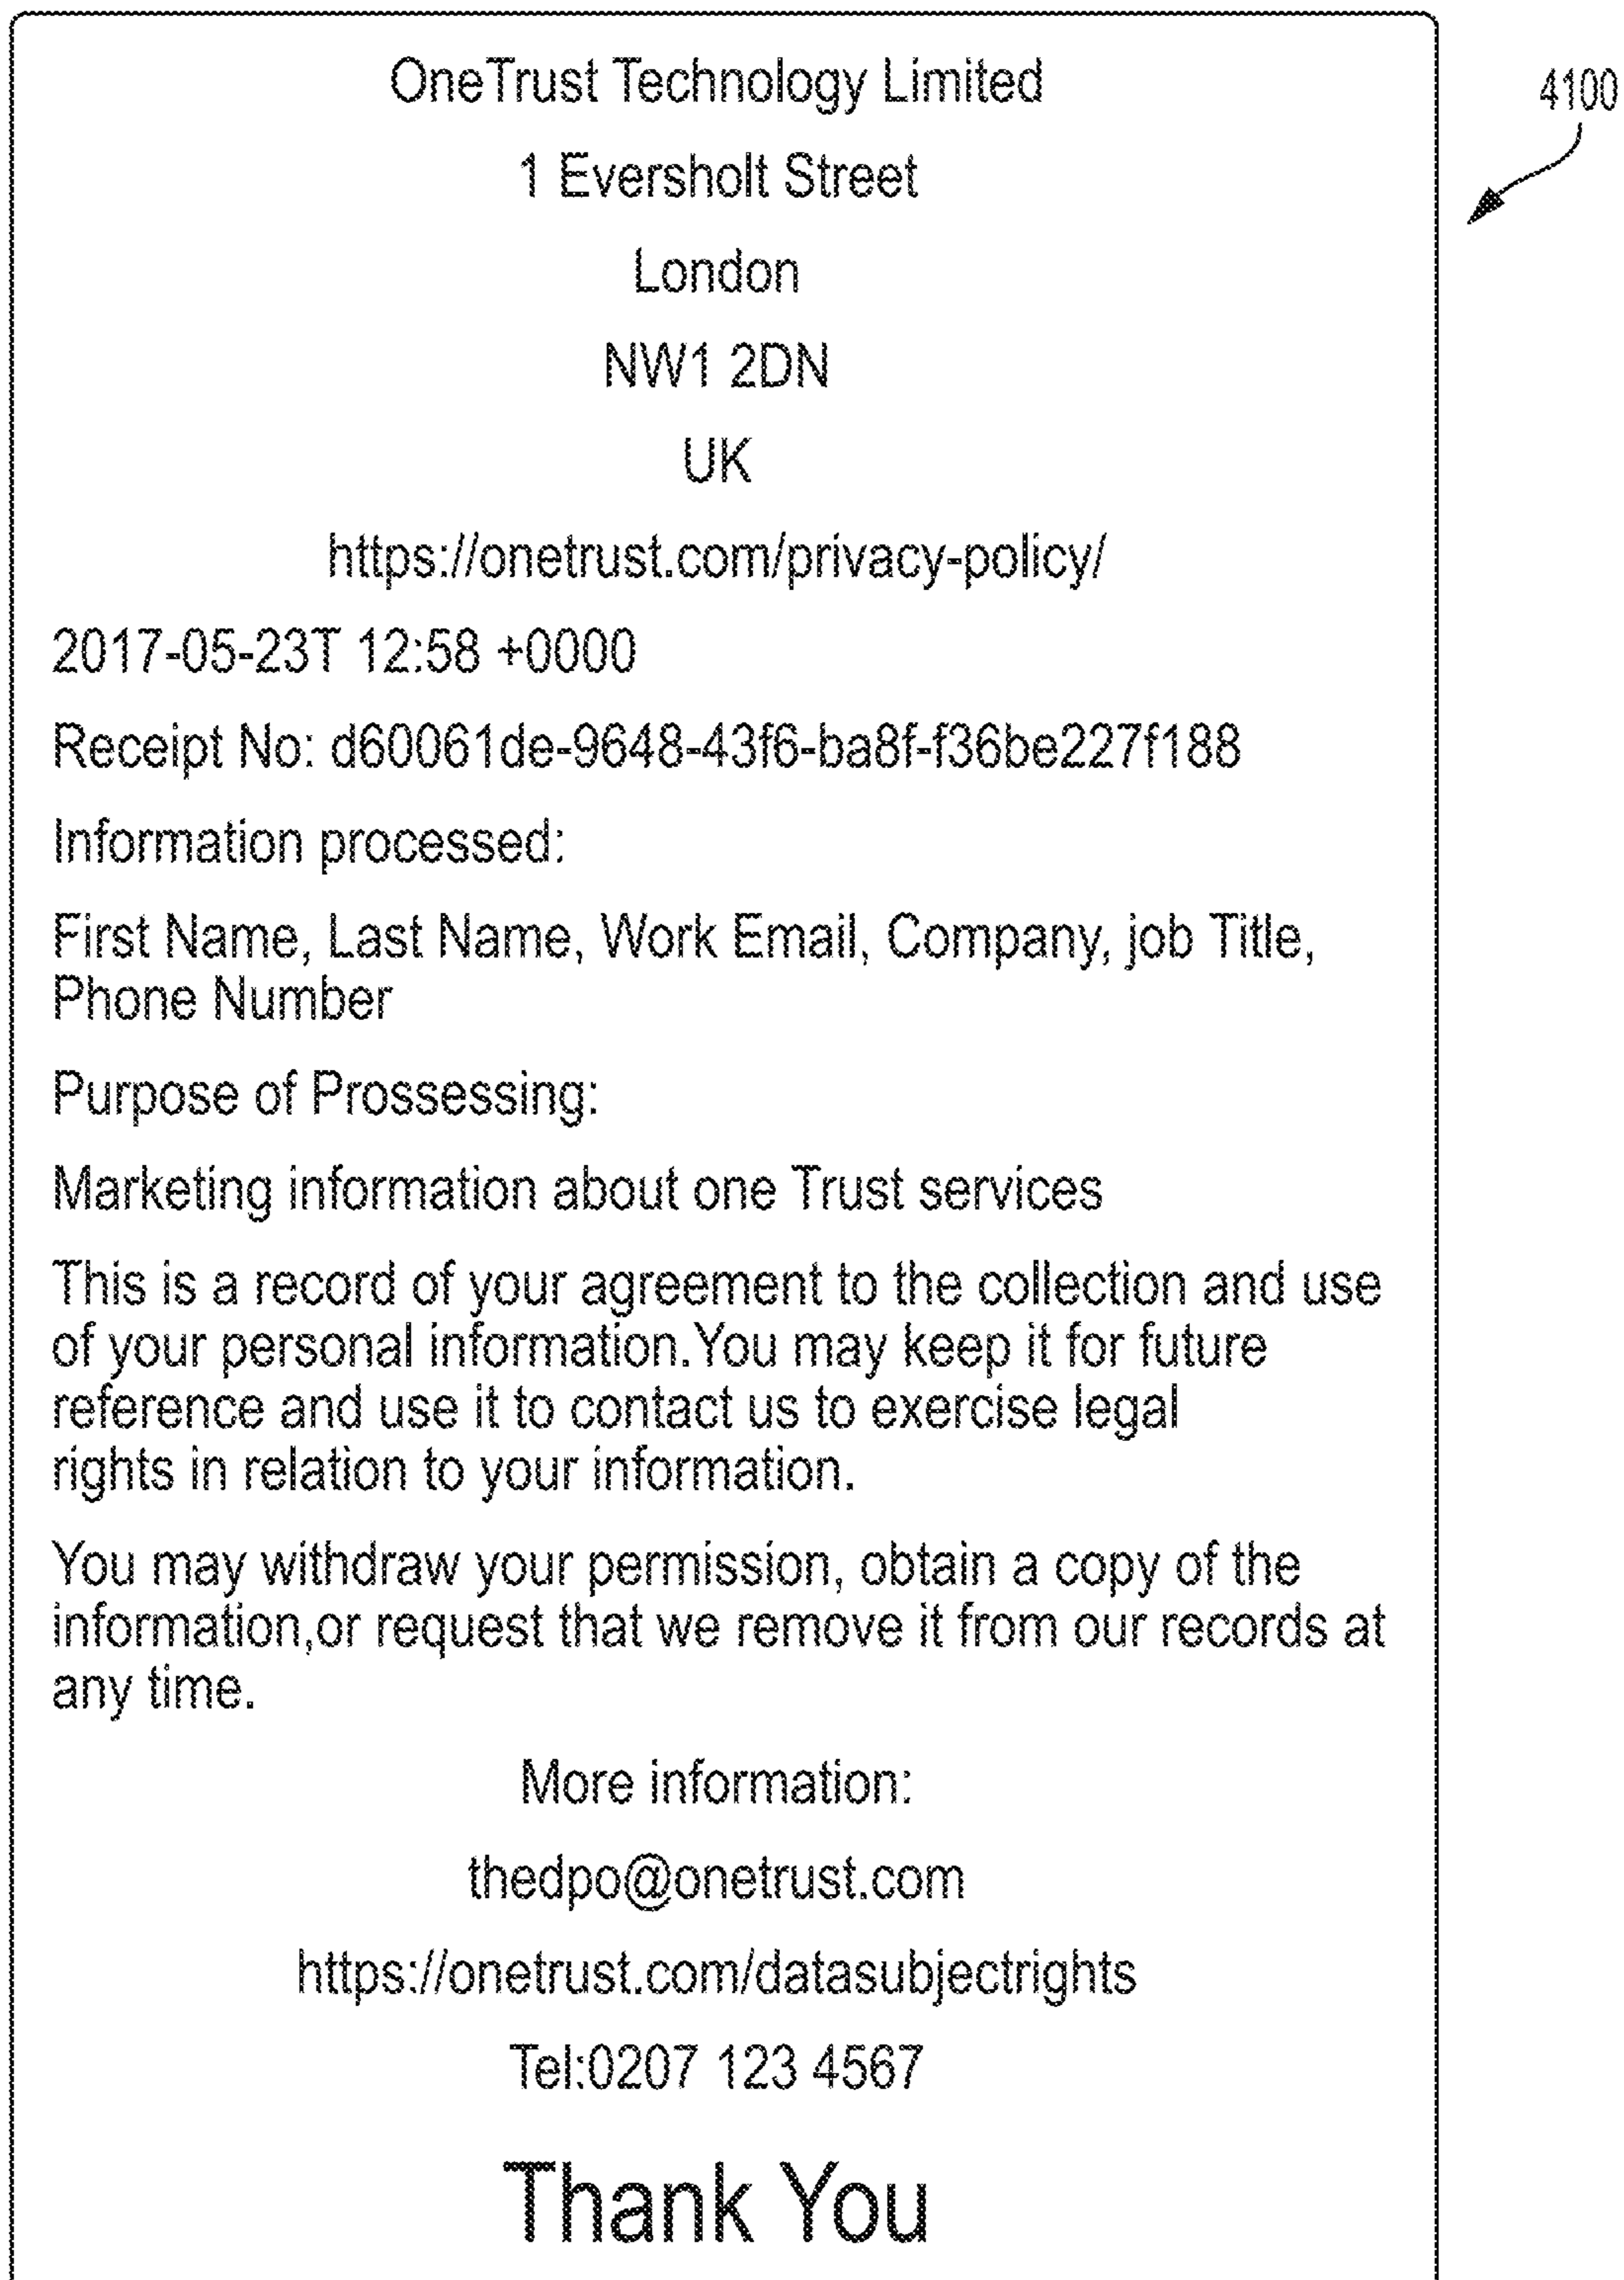 OneTrust Technology Limited
4100
1 Eversholt Street
London
NW1 2DN
UK
https://onetrust.com/privacy-policy/
2017-05-23T 12:58 +0000
Receipt No: d60061de-9648-43f6-ba8f-f36be227f188
Information processed:
First Name, Last Name, Work Email, Company, job Title,
Phone Number
Purpose of Prossessing:
Marketing information about one Trust services
This is a record of your agreement to the collection and use
of your personal information.You may keep it for future
reference and use it to contact us to exercise legal
rights in relation to your information.
You may withdraw your permission, obtain a copy of the
information,or request that we remove it from our records at
any time.
More information:
thedpo@onetrust.com
https://onetrust.com/datasubjectrights
Tel:0207 123 4567
Thank You